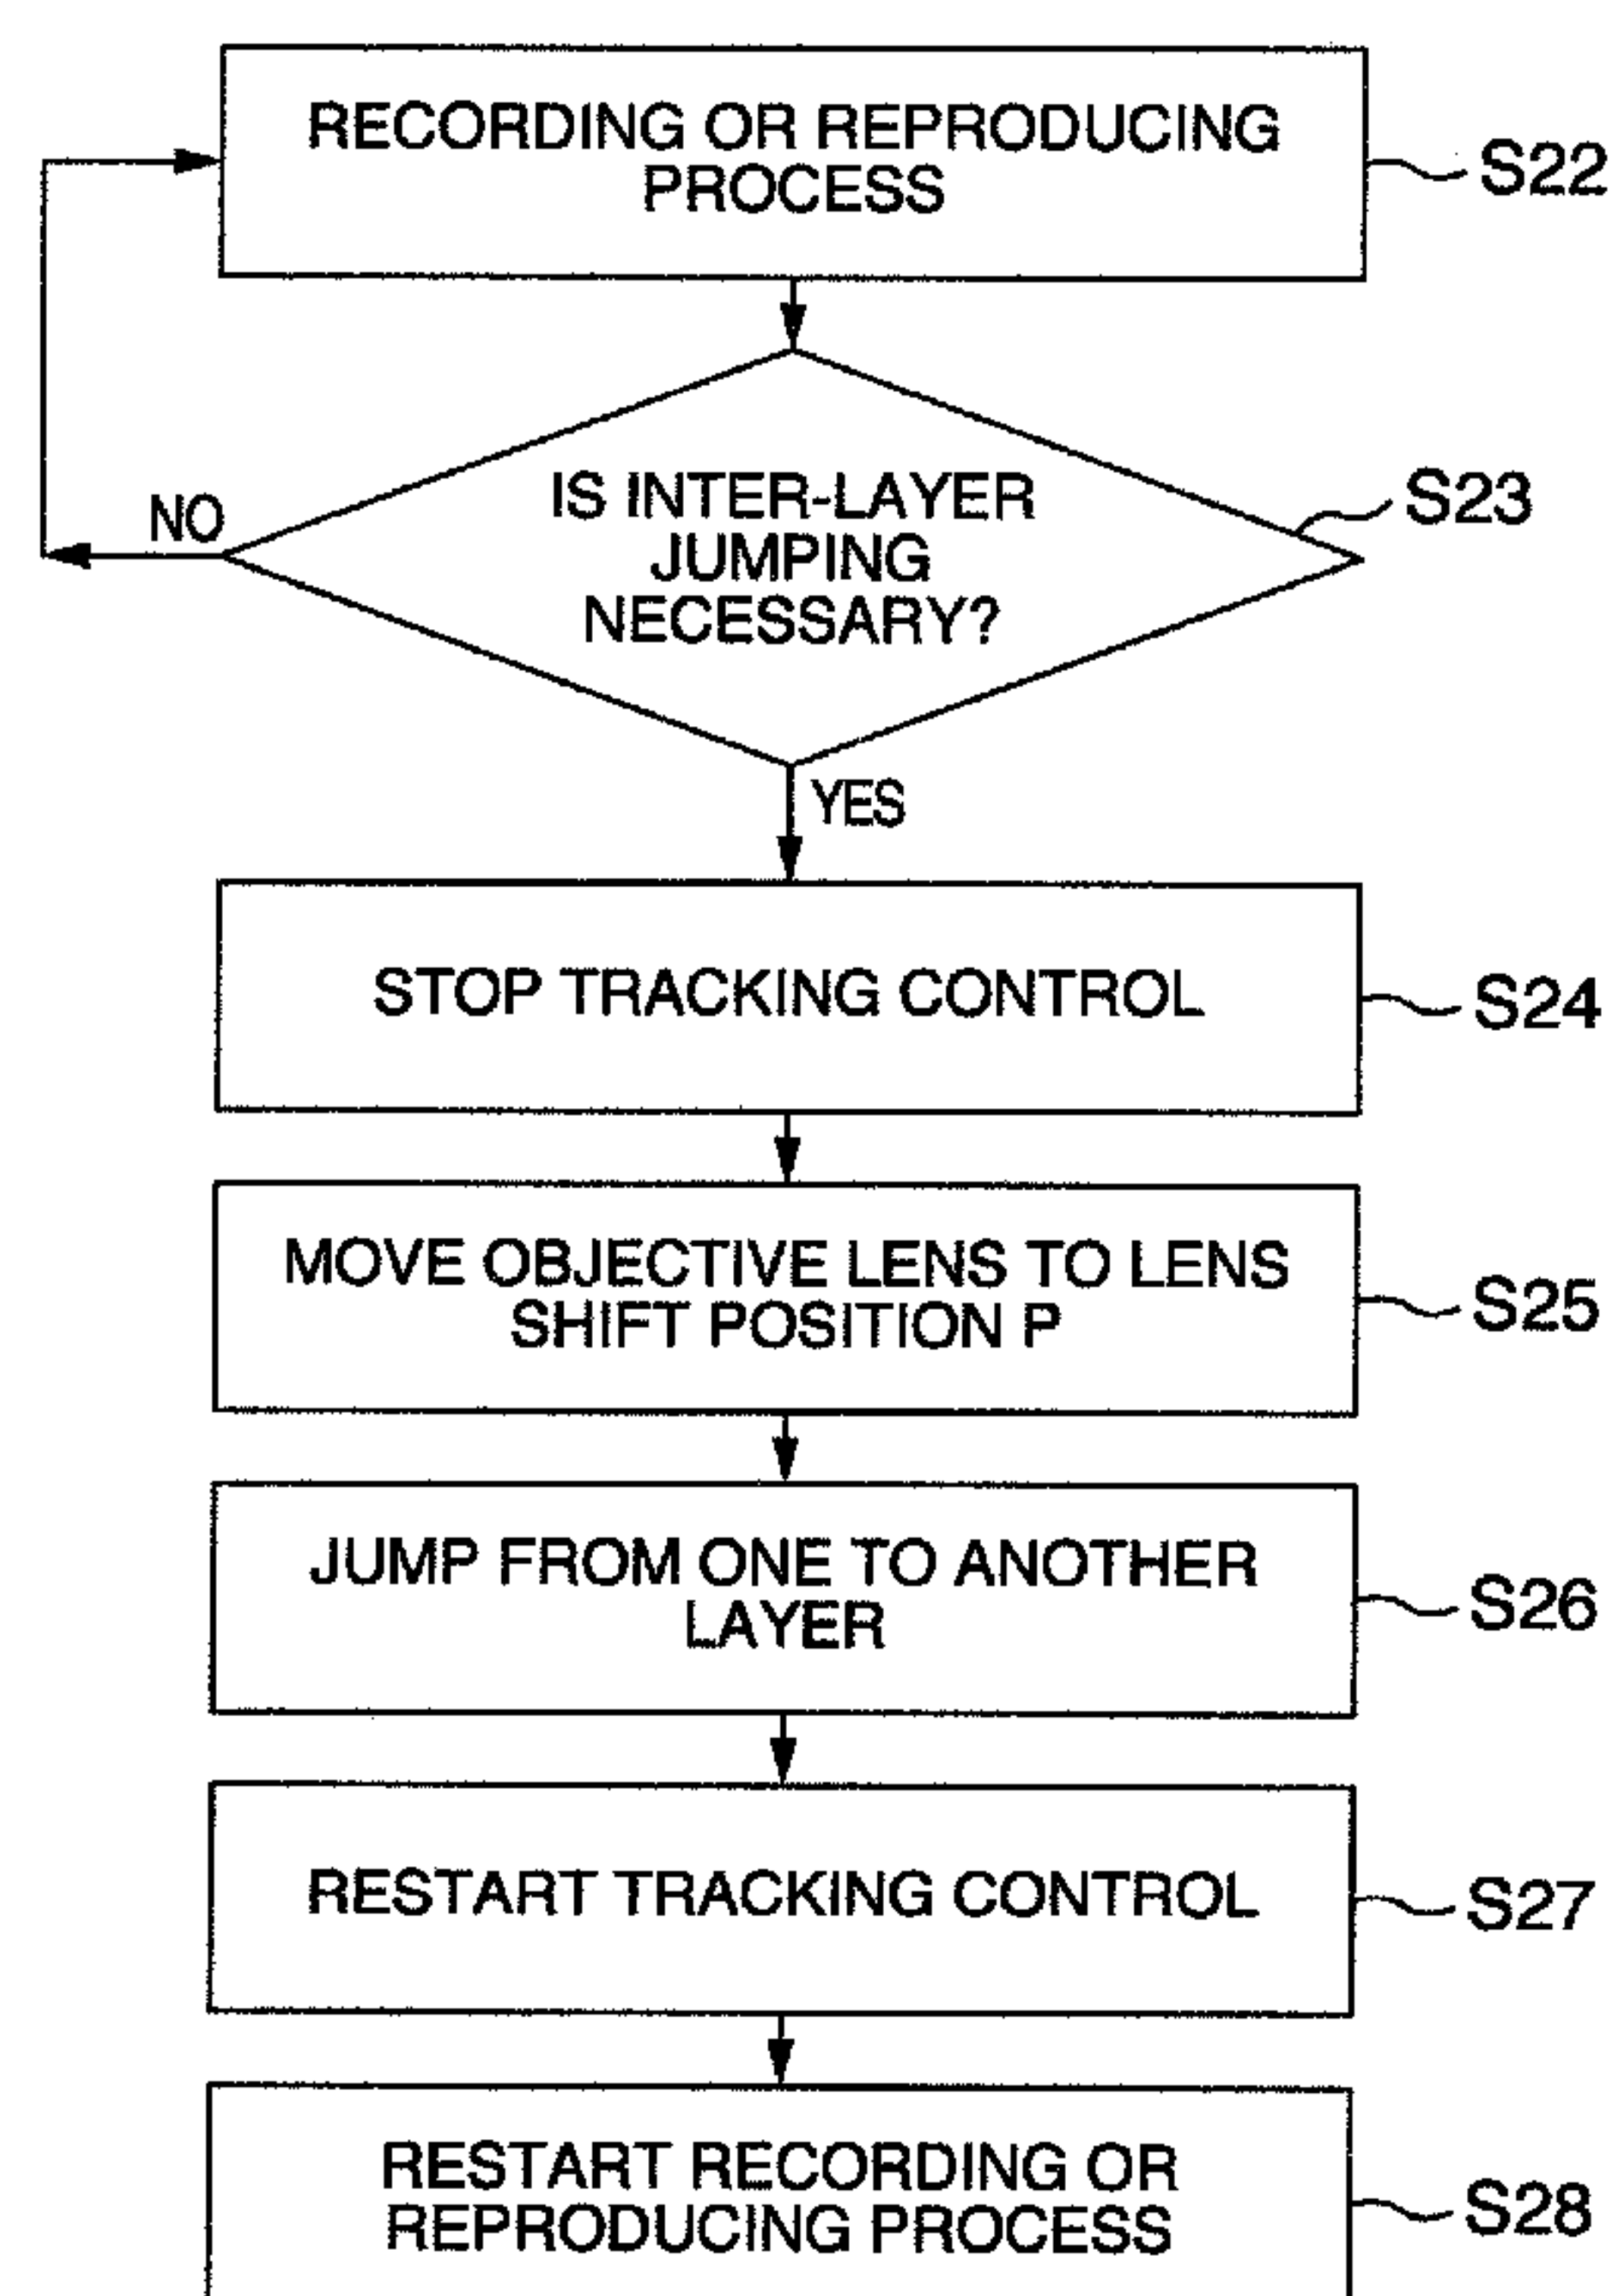 RECORDING OR REPRODUCING
PROCESS
S22
IS INTER-LAYER
JUMPING
NECESSARY?
S23
NO
YES
STOP TRACKING CONTROL
S24
MOVE OBJECTIVE LENS TO LENS
SHIFT POSITION P
S25
JUMP FROM ONE TO ANOTHER
LAYER
S26
RESTART TRACKING CONTROL
S27
RESTART RECORDING OR
REPRODUCING PROCESS
S28